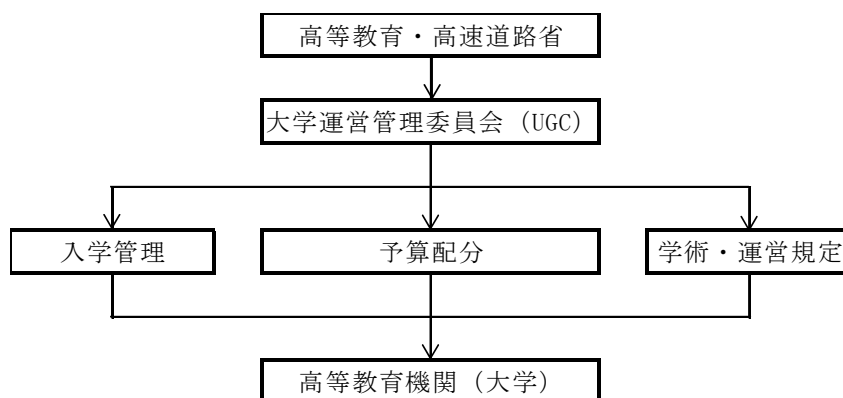 高等教育・高速道路省
大学運営管理委員会（UGC）
入学管理
予算配分
学術・運営規定
高等教育機関（大学）